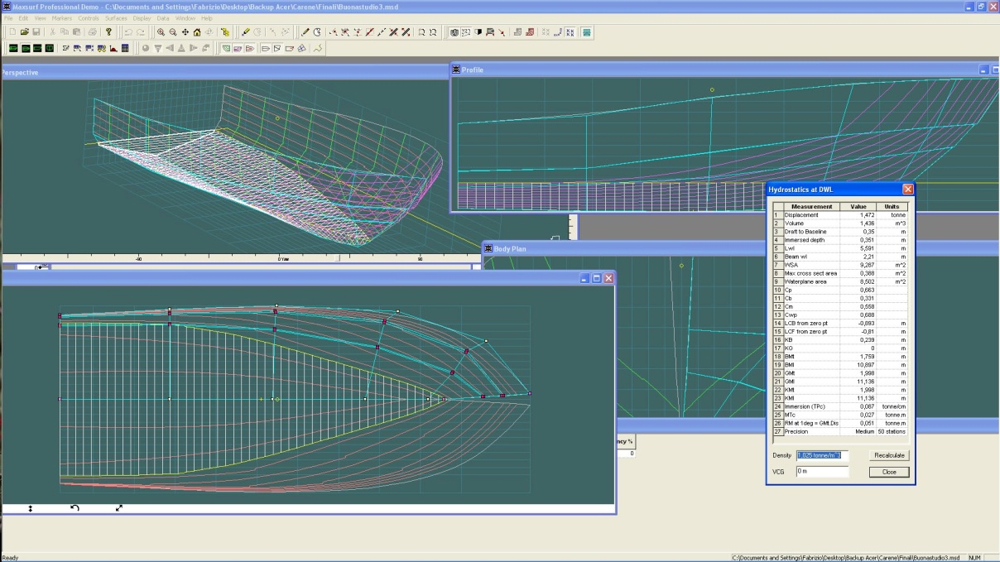 Maxsurf Professional Demo - C:\Documents and Settings\Fabrizio\Desktop\Backup Acer\Carene\Finali\Buonastudio3.msd
File Edit View Markers Controls Surfaces Display Data Window Help
Perspective
Profile
-90 0 Yaw 90
Body Plan
Hydrostatics at DWL
Measurement Value Units
1 Displacement 1,472 tonne
2 Volume 1,436 m^3
3 Draft to Baseline 0,35 m
4 Immersed depth 0,351 m
5 Lwl 5,591 m
6 Beam wl 2,21 m
7 WSA 9,287 m^2
8 Max cross sect area 0,388 m^2
9 Waterplane area 8,502 m^2
10 Cp 0,663
11 Cb 0,331
12 Cm 0,558
13 Cwp 0,688
14 LCB from zero pt -0,893 m
15 LCF from zero pt -0,81 m
16 KB 0,239 m
17 KG 0 m
18 BMt 1,759 m
19 BMl 10,897 m
20 GMt 1,998 m
21 GMl 11,136 m
22 KMt 1,998 m
23 KMl 11,136 m
24 Immersion (TPc) 0,087 tonne/cm
25 MTc 0,027 tonne.m
26 RM at 1deg = GMt.Dis 0,051 tonne.m
27 Precision Medium 50 stations
Density 1,025 tonne/m^3 Recalculate
VCG 0 m Close
ncy %
0
Ready
C:\Documents and Settings\Fabrizio\Desktop\Backup Acer\Carene\Finali\Buonastudio3.msd NUM